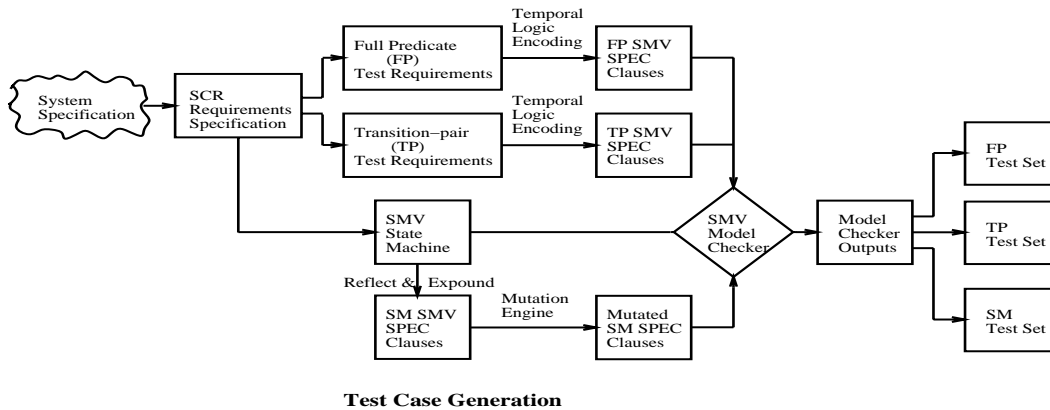 System
Specification
SCR
Requirements
Specification
Full Predicate
(FP)
Test Requirements
Temporal
Logic
Encoding
FP SMV
SPEC
Clauses
Transition−pair
(TP)
Test Requirements
Temporal
Logic
Encoding
TP SMV
SPEC
Clauses
SMV
State
Machine
SMV
Model
Checker
Model
Checker
Outputs
FP
Test Set
TP
Test Set
SM
Test Set
Reflect & Expound
SM SMV
SPEC
Clauses
Mutation
Engine
Mutated
SM SPEC
Clauses
Test Case Generation